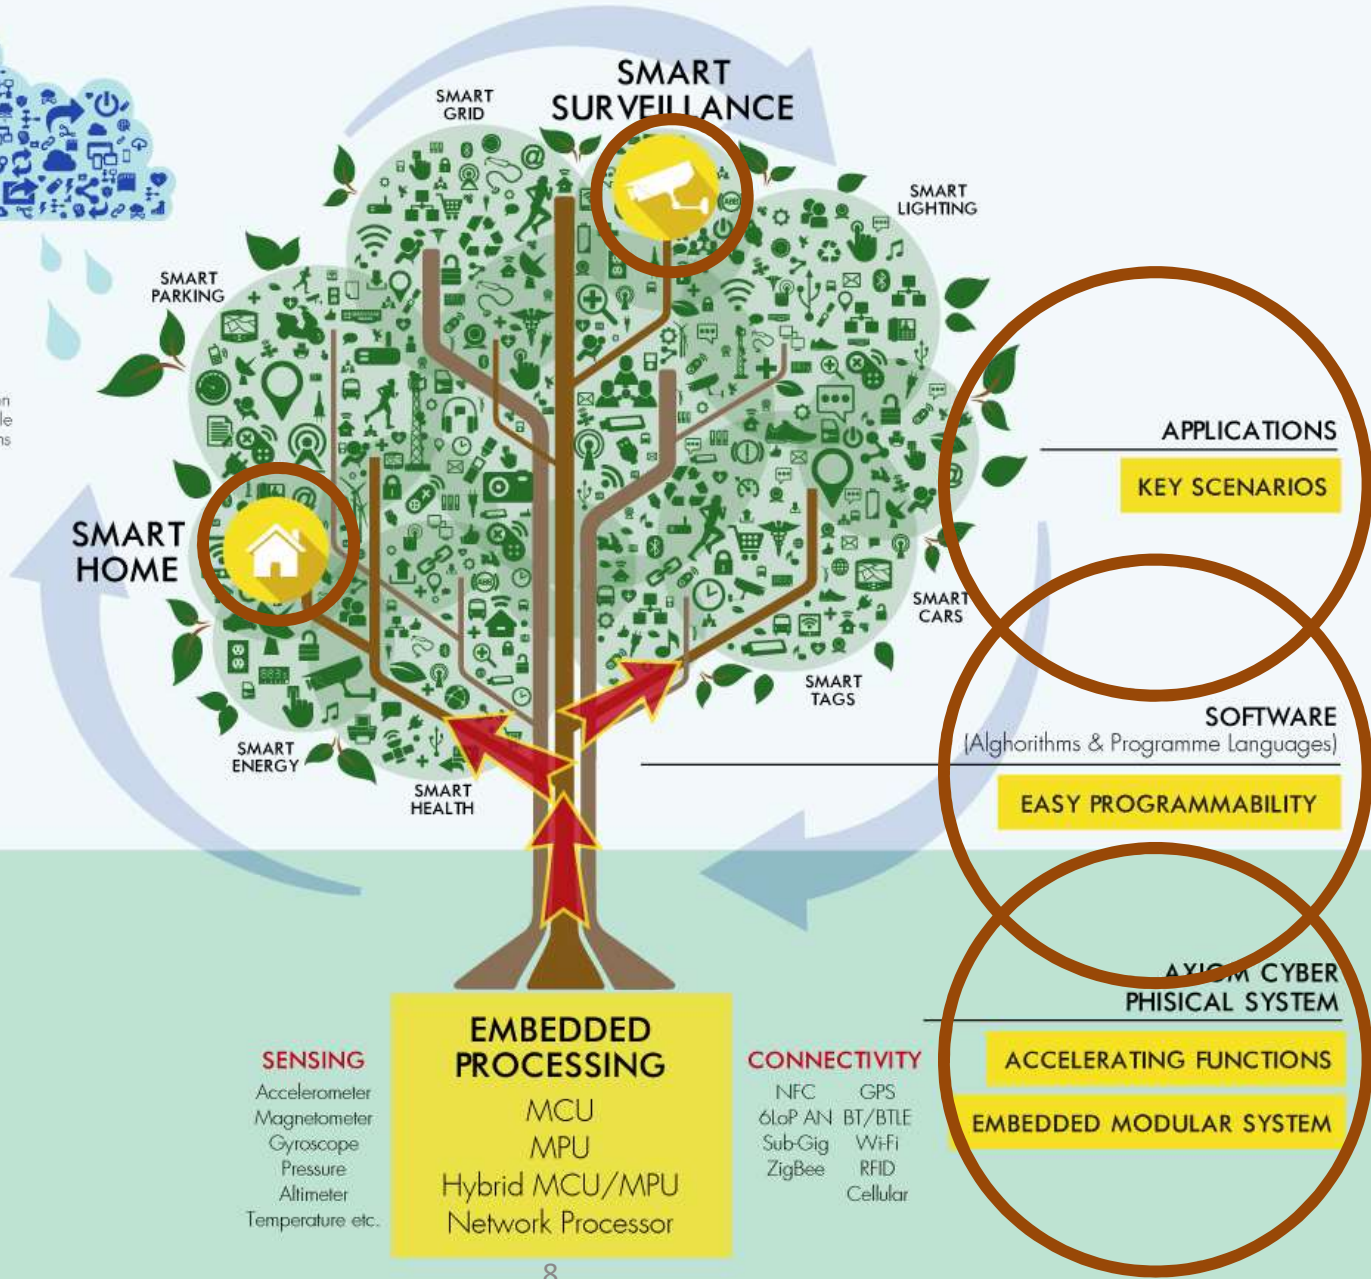 SMART
SURVEILLANCE
SMART
GRID
SMART
LIGHTING
SMART
PARKING
SMART
HOME
SMART
CARS
SMART
TAGS
SMART
ENERGY
SMART
HEALTH
APPLICATIONS
KEY SCENARIOS
SOFTWARE
(Alghorithms & Programme Languages)
EASY PROGRAMMABILITY
AXIOM CYBER
PHISICAL SYSTEM
ACCELERATING FUNCTIONS
EMBEDDED MODULAR SYSTEM
SENSING
Accelerometer
Magnetometer
Gyroscope
Pressure
Altimeter
Temperature etc.
EMBEDDED
PROCESSING
MCU
MPU
Hybrid MCU/MPU
Network Processor
CONNECTIVITY
NFC GPS
6LoP AN BT/BTLE
Sub-Gig Wi-Fi
ZigBee RFID
Cellular
8